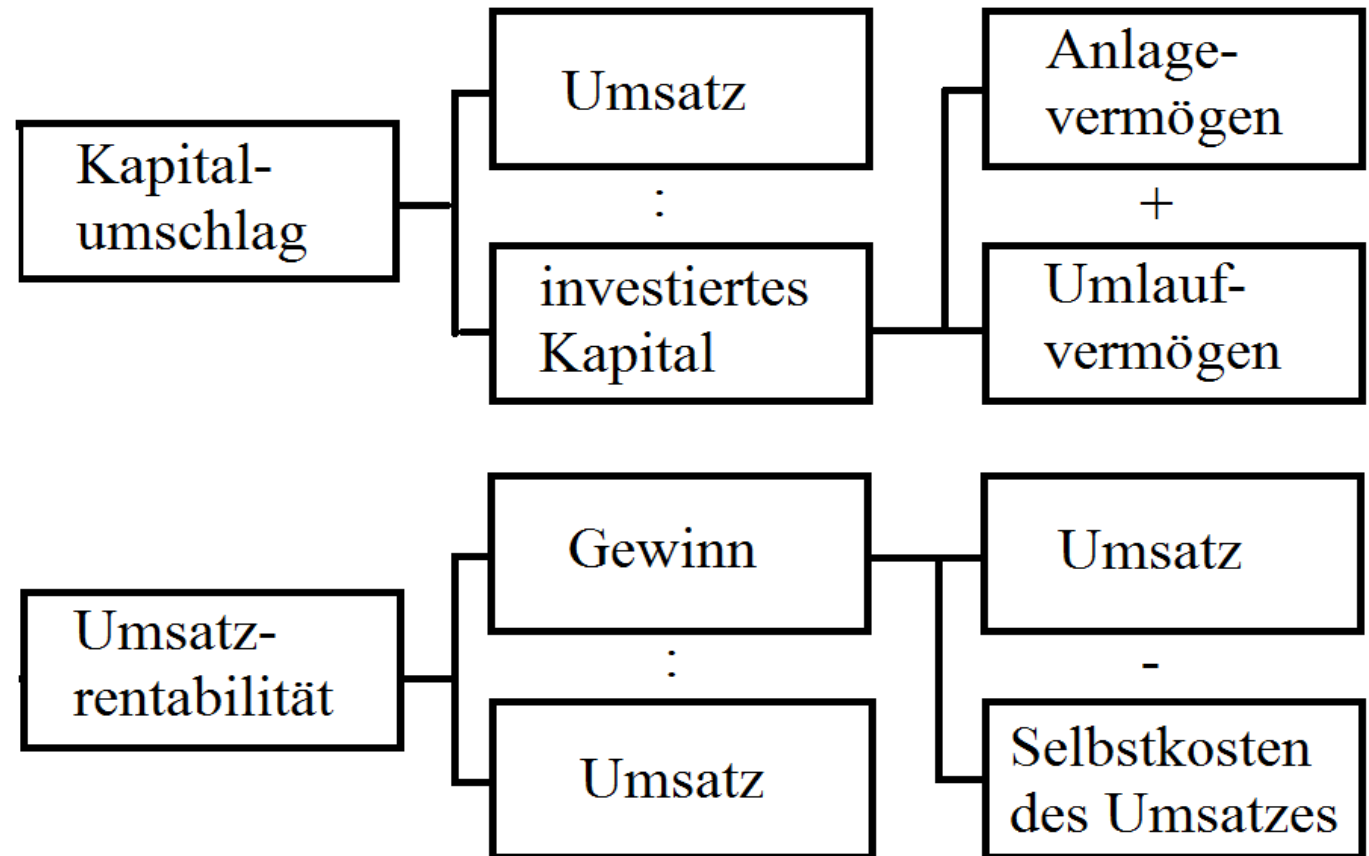 Kapital-
umschlag
Umsatz
:
investiertes
Kapital
Anlage-
vermögen
+
Umlauf-
vermögen
Umsatz-
rentabilität
Gewinn
:
Umsatz
Umsatz
-
Selbstkosten
des Umsatzes